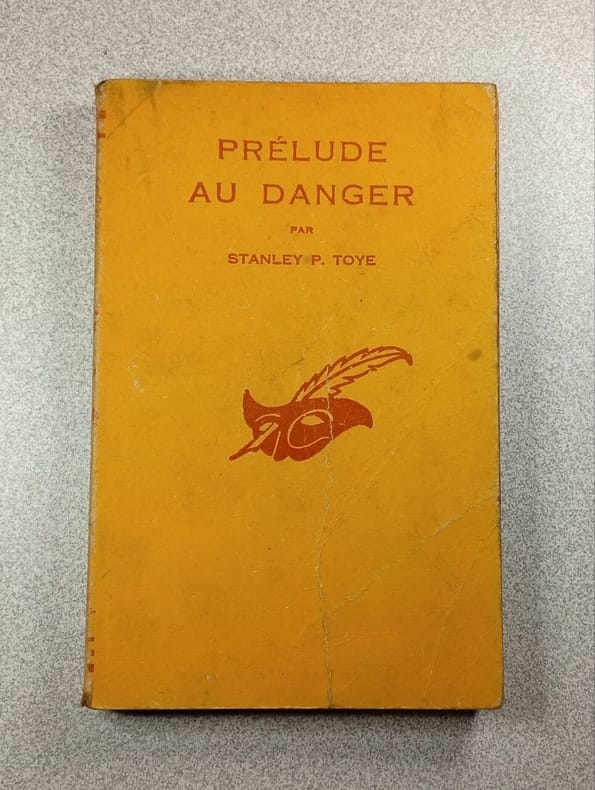 PRÉLUDE
AU DANGER
PAR
STANLEY P. TOYE